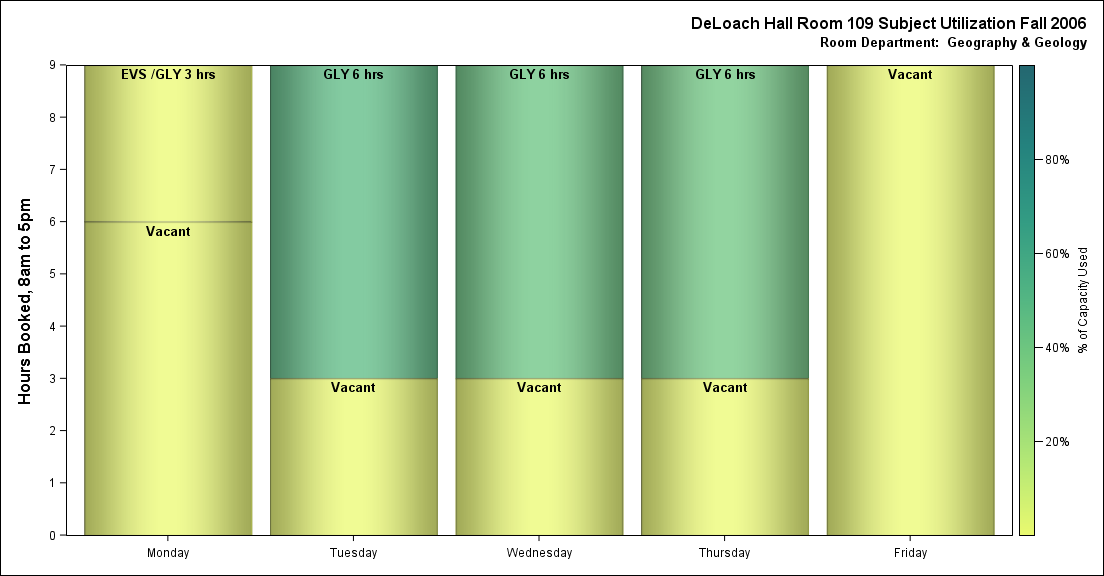 DeLoach Hall Room 109 Subject Utilization Fall 2006
Room Department:  Geography & Geology
Hours Booked, 8am to 5pm
9
8
7
6
5
4
3
2
1
0
EVS /GLY 3 hrs
Vacant
GLY 6 hrs
Vacant
GLY 6 hrs
Vacant
GLY 6 hrs
Vacant
Vacant
Monday
Tuesday
Wednesday
Thursday
Friday
80%
60%
40%
20%
% of Capacity Used